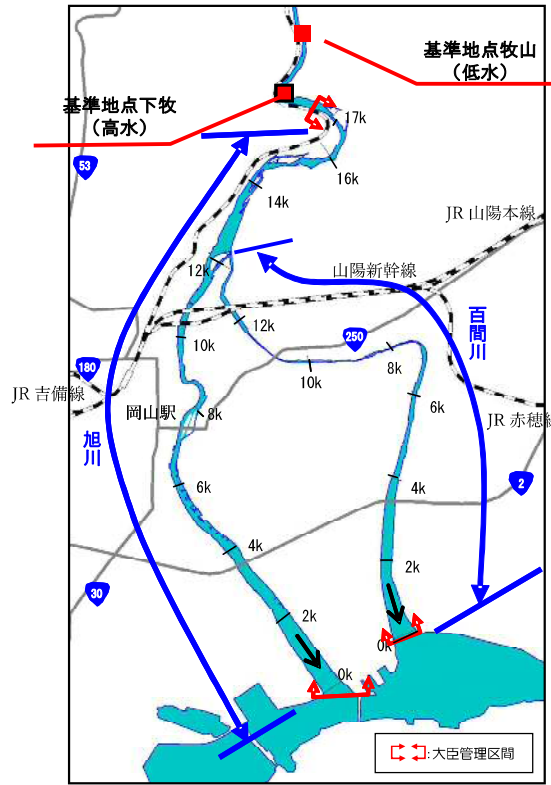 基準地点牧山
（低水）
基準地点下牧
（高水）
17k
16k
53
14k
JR 山陽本線
12k
山陽新幹線
12k
百間川
250
10k
8k
10k
180
JR 吉備線
岡山駅
8k
6k
JR 赤穂線
旭川
6k
4k
2
4k
2k
30
2k
0k
0k
:大臣管理区間